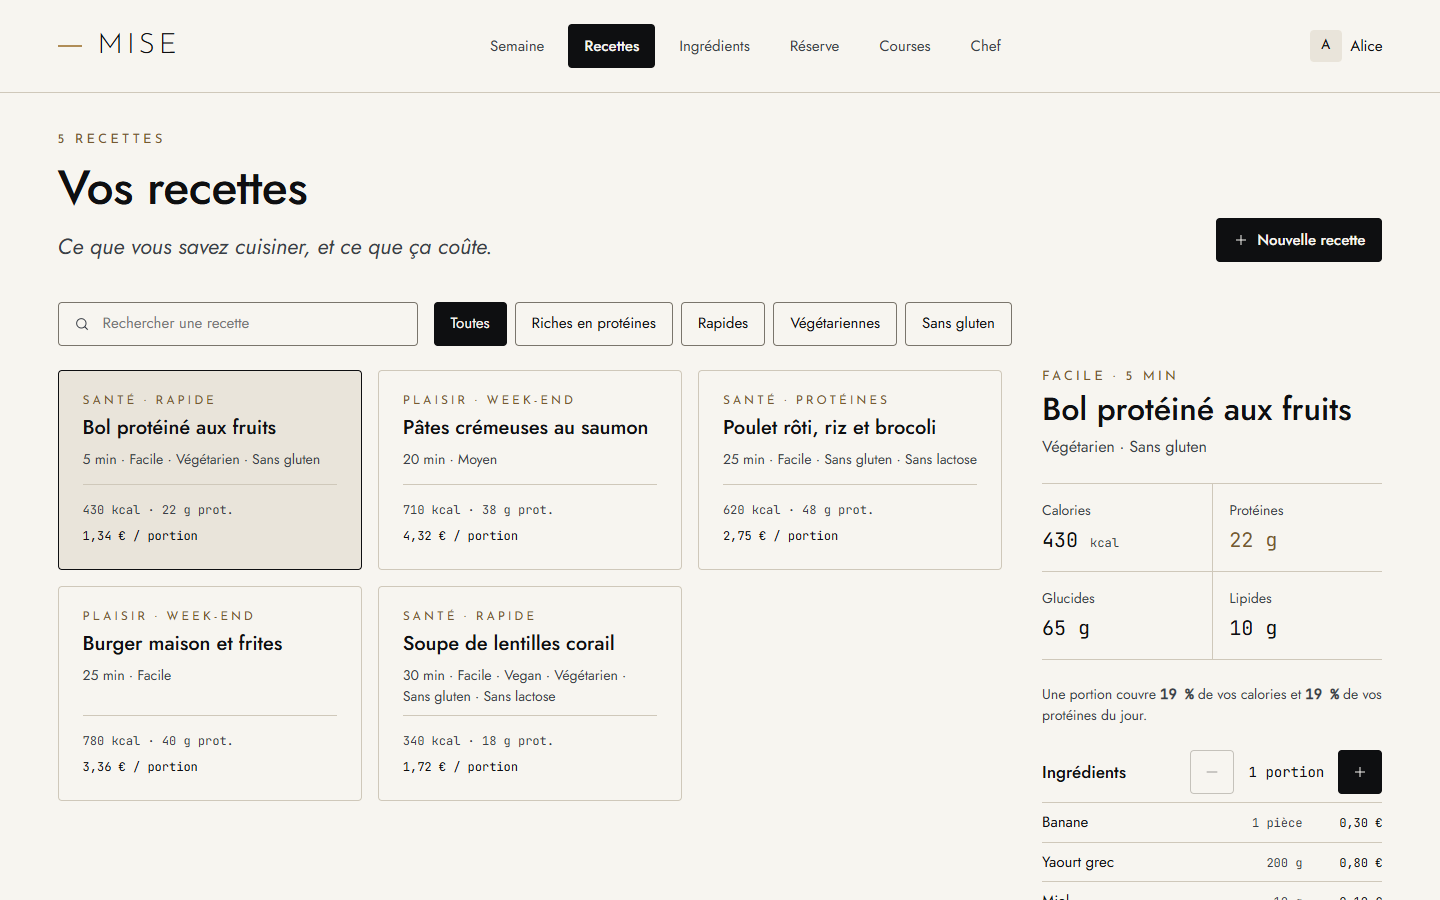 MISE
Semaine
Recettes
Ingrédients
Réserve
Courses
Chef
A
Alice
5 RECETTES
Vos recettes
Ce que vous savez cuisiner, et ce que ça coûte.
+ Nouvelle recette
Rechercher une recette
Toutes
Riches en protéines
Rapides
Végétariennes
Sans gluten
SANTÉ · RAPIDE
Bol protéiné aux fruits
5 min · Facile · Végétarien · Sans gluten
430 kcal · 22 g prot.
1,34 € / portion
PLAISIR · WEEK-END
Pâtes crémeuses au saumon
20 min · Moyen
710 kcal · 38 g prot.
4,32 € / portion
SANTÉ · PROTÉINES
Poulet rôti, riz et brocoli
25 min · Facile · Sans gluten · Sans lactose
620 kcal · 48 g prot.
2,75 € / portion
PLAISIR · WEEK-END
Burger maison et frites
25 min · Facile
780 kcal · 40 g prot.
3,36 € / portion
SANTÉ · RAPIDE
Soupe de lentilles corail
30 min · Facile · Vegan · Végétarien ·
Sans gluten · Sans lactose
340 kcal · 18 g prot.
1,72 € / portion
FACILE · 5 MIN
Bol protéiné aux fruits
Végétarien · Sans gluten
Calories
430 kcal
Protéines
22 g
Glucides
65 g
Lipides
10 g
Une portion couvre 19 % de vos calories et 19 % de vos
protéines du jour.
Ingrédients
− 1 portion +
Banane 1 pièce 0,30 €
Yaourt grec 200 g 0,80 €
Miel